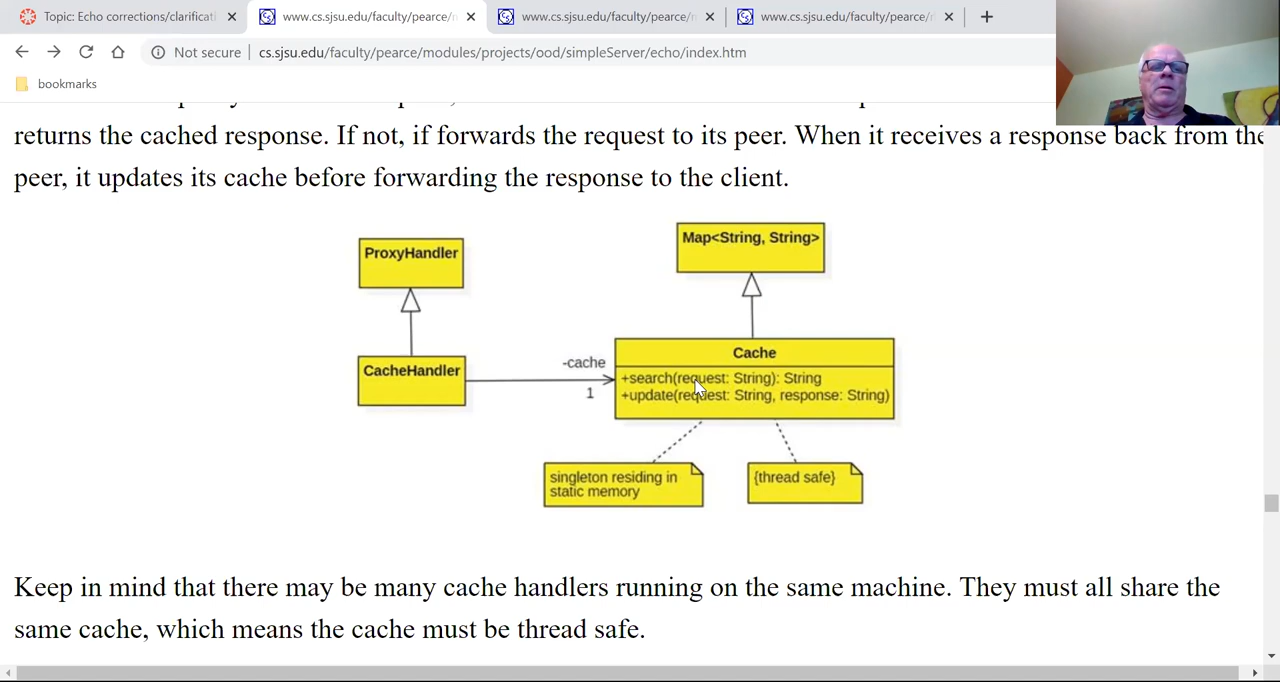 Topic: Echo corrections/clarificati
www.cs.sjsu.edu/faculty/pearce/
www.cs.sjsu.edu/faculty/pearce/
www.cs.sjsu.edu/faculty/pearce/
Not secure
cs.sjsu.edu/faculty/pearce/modules/projects/ood/simpleServer/echo/index.htm
bookmarks
returns the cached response. If not, if forwards the request to its peer. When it receives a response back from the
peer, it updates its cache before forwarding the response to the client.
ProxyHandler
Map<String, String>
CacheHandler
-cache
1
Cache
+search(request: String): String
+update(request: String, response: String)
singleton residing in
static memory
{thread safe}
Keep in mind that there may be many cache handlers running on the same machine. They must all share the
same cache, which means the cache must be thread safe.